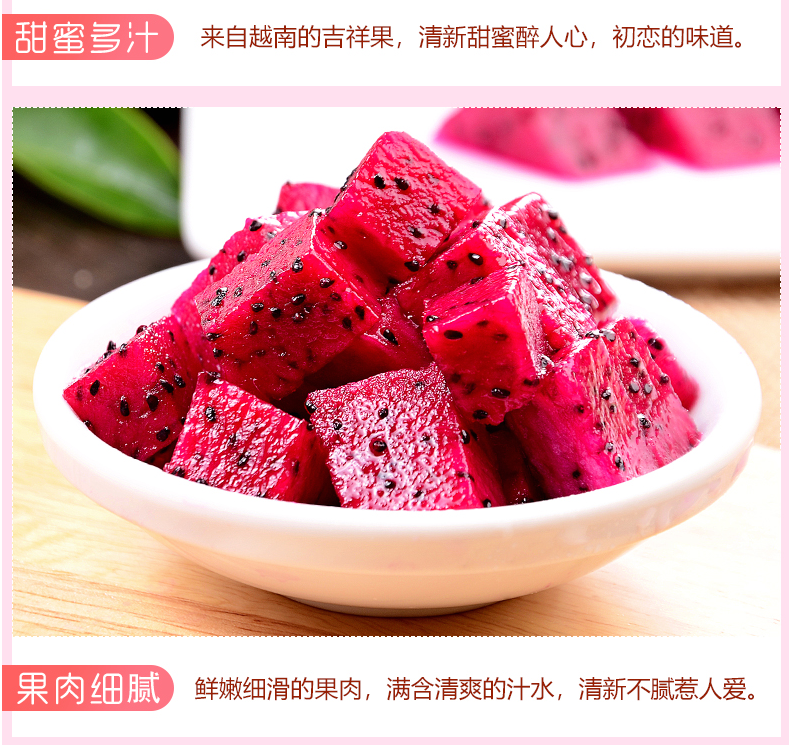 甜蜜多汁
来自越南的吉祥果，清新甜蜜醉人心，初恋的味道。
果肉细腻
鲜嫩细滑的果肉，满含清爽的汁水，清新不腻惹人爱。